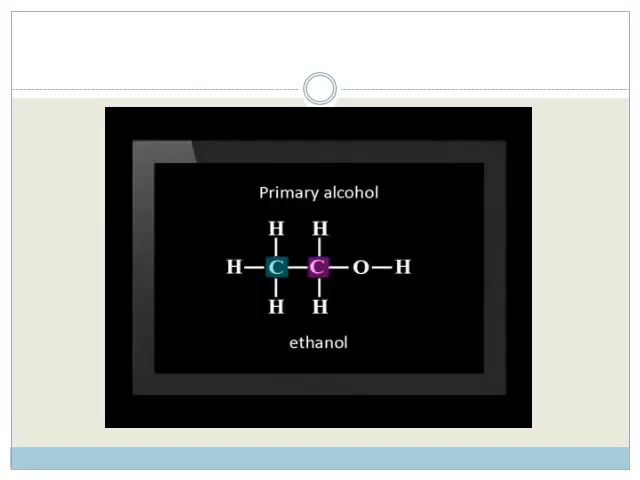 Primary alcohol
H H
H C C O H
H H
ethanol